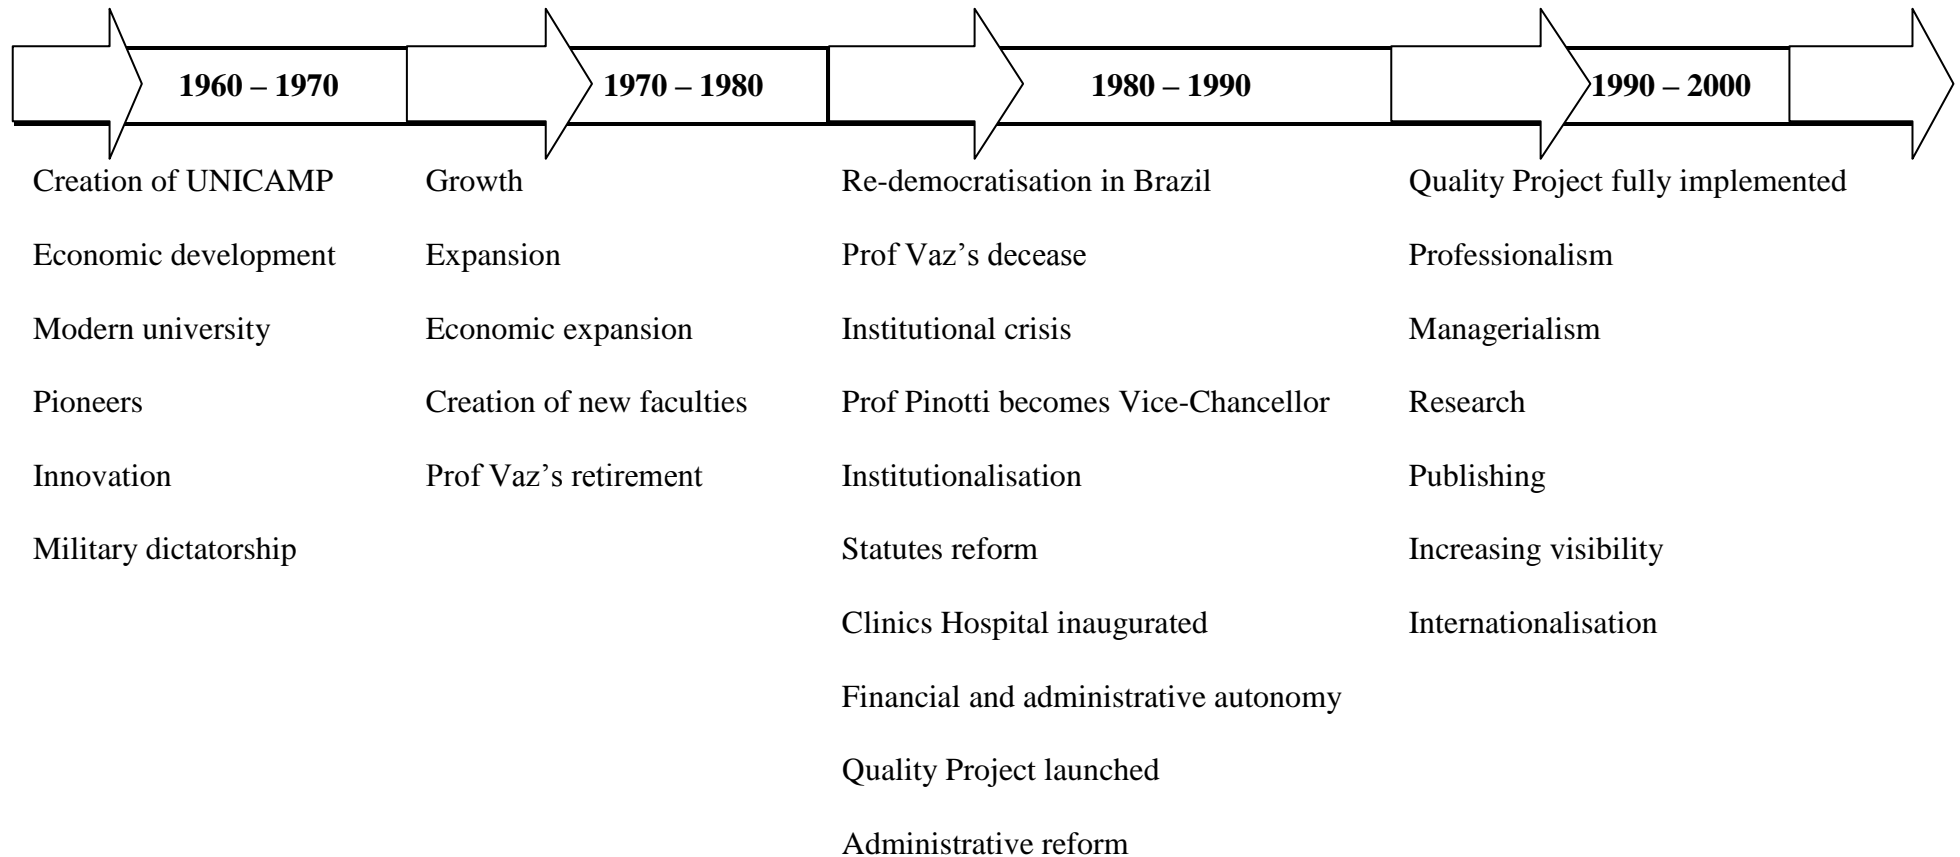 1960 – 1970
1970 – 1980
1980 – 1990
1990 – 2000
Creation of UNICAMP
Economic development
Modern university
Pioneers
Innovation
Military dictatorship
Growth
Expansion
Economic expansion
Creation of new faculties
Prof Vaz’s retirement
Re-democratisation in Brazil
Prof Vaz’s decease
Institutional crisis
Prof Pinotti becomes Vice-Chancellor
Institutionalisation
Statutes reform
Clinics Hospital inaugurated
Financial and administrative autonomy
Quality Project launched
Administrative reform
Quality Project fully implemented
Professionalism
Managerialism
Research
Publishing
Increasing visibility
Internationalisation